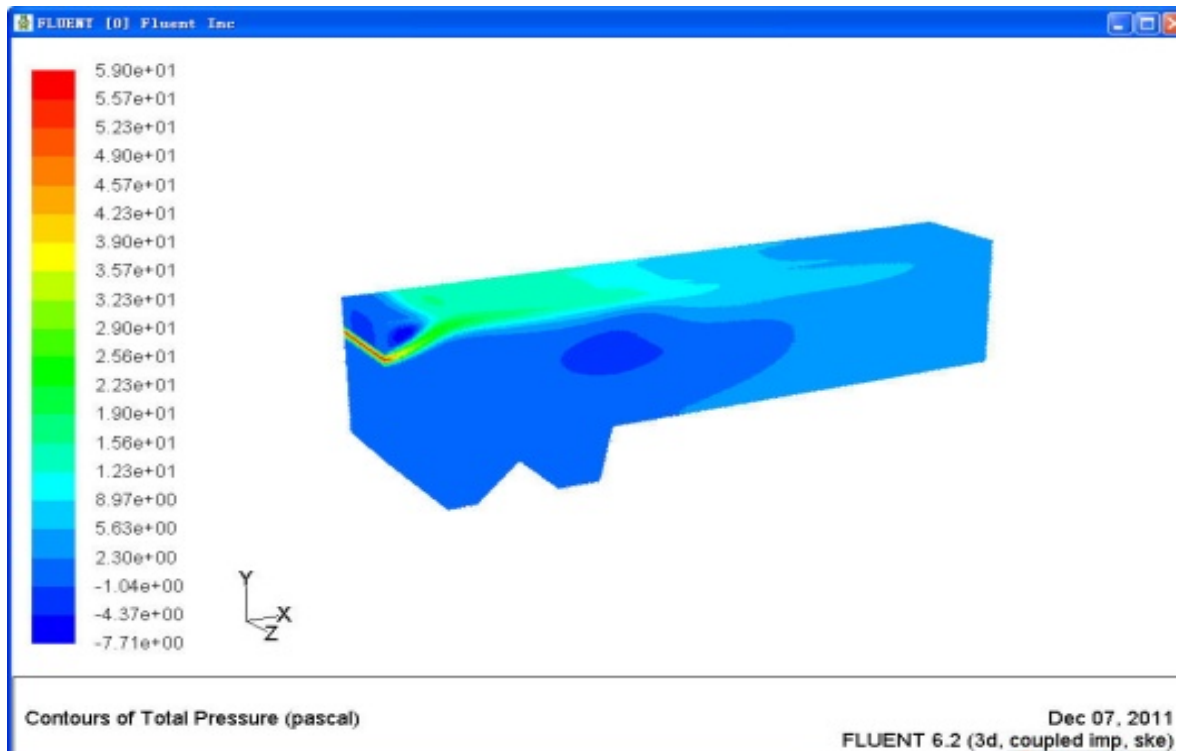 FLUENT [0] Fluent Inc
5.90e+01
5.57e+01
5.23e+01
4.90e+01
4.57e+01
4.23e+01
3.90e+01
3.57e+01
3.23e+01
2.90e+01
2.56e+01
2.23e+01
1.90e+01
1.56e+01
1.23e+01
8.97e+00
5.63e+00
2.30e+00
-1.04e+00
-4.37e+00
-7.71e+00
Y
X
Z
Contours of Total Pressure (pascal)
Dec 07, 2011
FLUENT 6.2 (3d, coupled imp, ske)